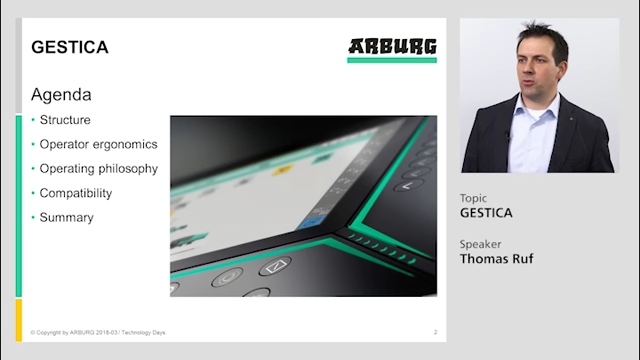 GESTICA
ARBURG
Agenda
• Structure
• Operator ergonomics
• Operating philosophy
• Compatibility
• Summary
© Copyright by ARBURG 2018-03/ Technology Days
2
Topic
GESTICA
Speaker
Thomas Ruf